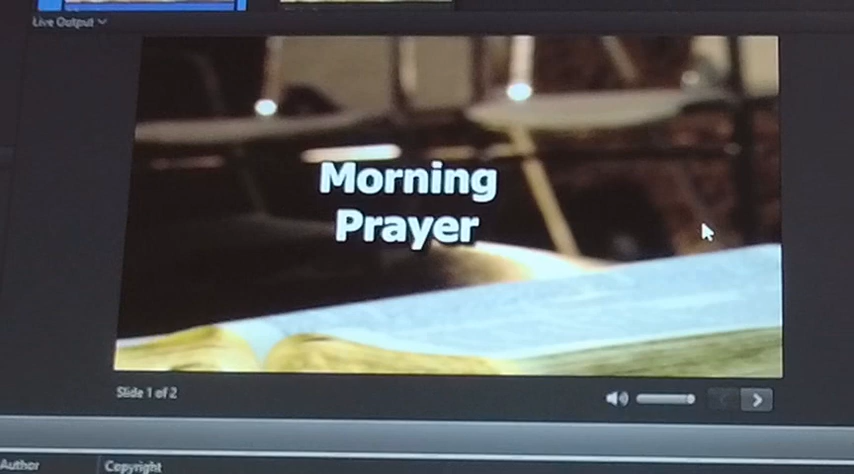 Live Output
Morning
Prayer
Slide 1 of 2
Author
Copyright